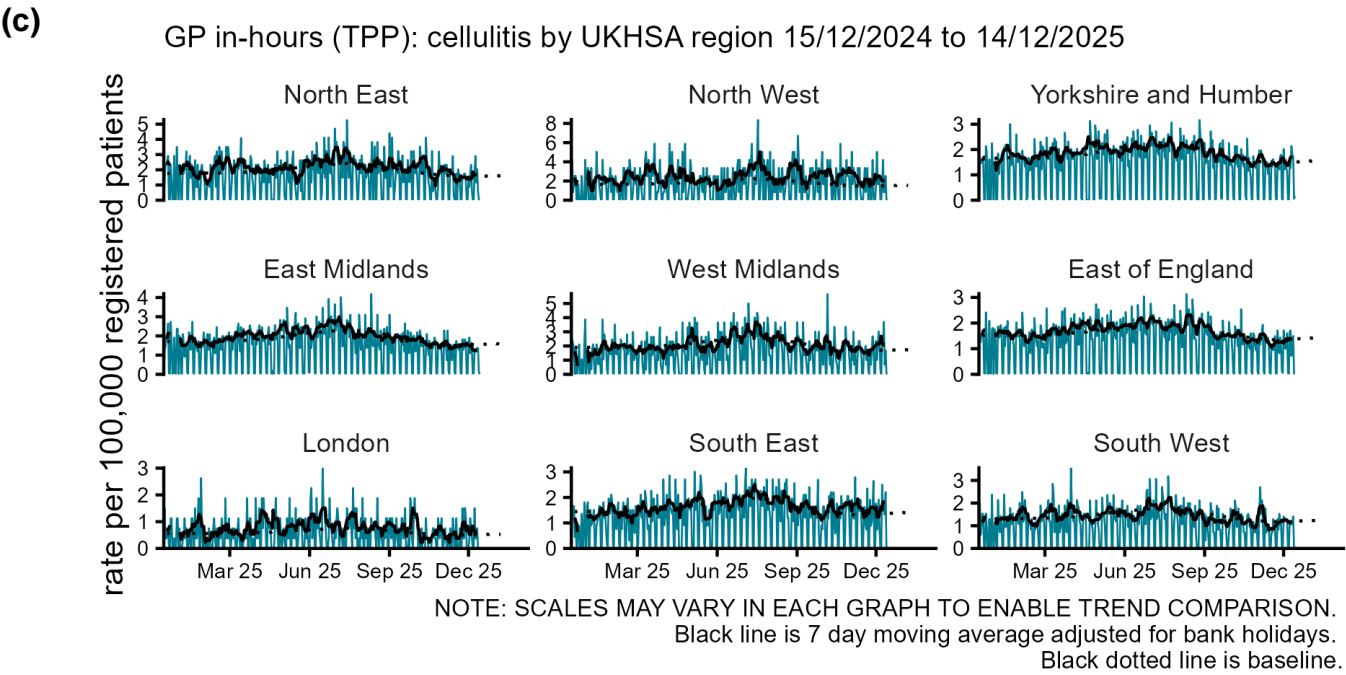 (c)
GP in-hours (TPP): cellulitis by UKHSA region 15/12/2024 to 14/12/2025
rate per 100,000 registered patients
North East
5
4
3
2
1
0
North West
8
6
4
2
0
Yorkshire and Humber
3
2
1
0
East Midlands
4
3
2
1
0
West Midlands
5
4
3
2
1
0
East of England
3
2
1
0
London
3
2
1
0
Mar 25 Jun 25 Sep 25 Dec 25
South East
3
2
1
0
Mar 25 Jun 25 Sep 25 Dec 25
South West
3
2
1
0
Mar 25 Jun 25 Sep 25 Dec 25
NOTE: SCALES MAY VARY IN EACH GRAPH TO ENABLE TREND COMPARISON.
Black line is 7 day moving average adjusted for bank holidays.
Black dotted line is baseline.